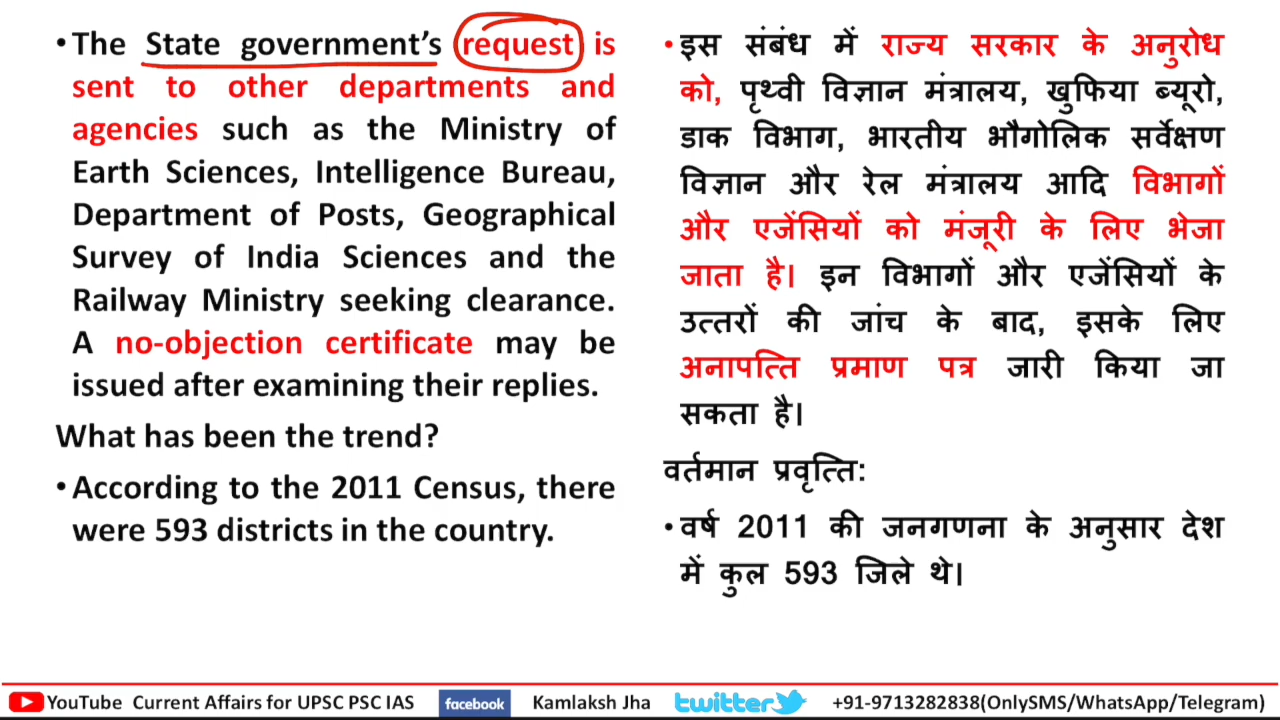 • The State government's request is
sent to other departments and
agencies such as the Ministry of
Earth Sciences, Intelligence Bureau,
Department of Posts, Geographical
Survey of India Sciences and the
Railway Ministry seeking clearance.
A no-objection certificate may be
issued after examining their replies.
What has been the trend?
• According to the 2011 Census, there
were 593 districts in the country.
• इस संबंध में राज्य सरकार के अनुरोध
को, पृथ्वी विज्ञान मंत्रालय, खुफिया ब्यूरो,
डाक विभाग, भारतीय भौगोलिक सर्वेक्षण
विज्ञान और रेल मंत्रालय आदि विभागों
और एजेंसियों को मंजूरी के लिए भेजा
जाता है। इन विभागों और एजेंसियों के
उत्तरों की जांच के बाद, इसके लिए
अनापत्ति प्रमाण पत्र जारी किया जा
सकता है।
वर्तमान प्रवृत्ति:
• वर्ष 2011 की जनगणना के अनुसार देश
में कुल 593 जिले थे।
YouTube Current Affairs for UPSC PSC IAS facebook Kamlaksh Jha twitter +91-9713282838(OnlySMS/WhatsApp/Telegram)